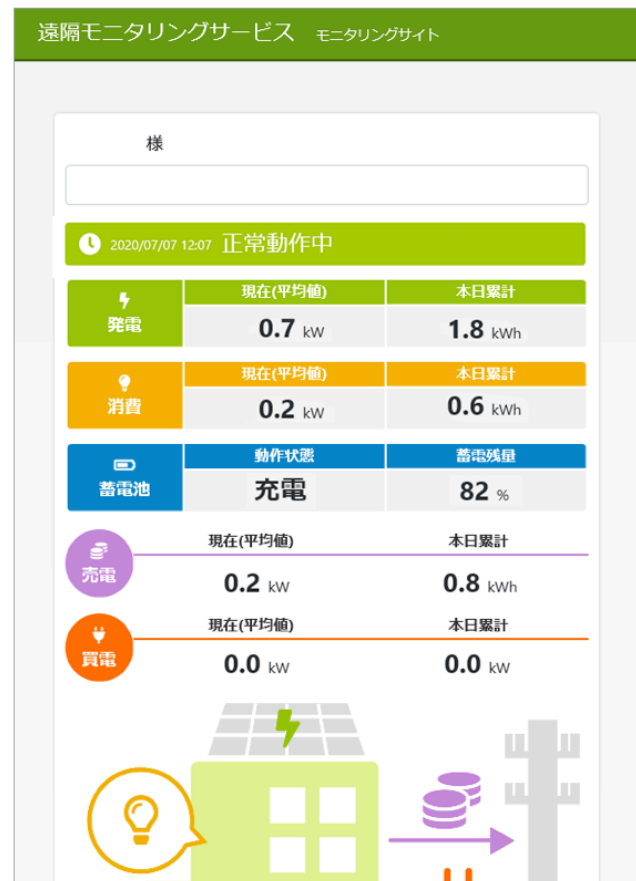 遠隔モニタリングサービス モニタリングサイト
様
2020/07/07 12:07 正常動作中
発電 現在(平均値) 本日累計
0.7 kW 1.8 kWh
消費 現在(平均値) 本日累計
0.2 kW 0.6 kWh
蓄電池 動作状態 蓄電残量
充電 82 %
売電 現在(平均値) 本日累計
0.2 kW 0.8 kWh
買電 現在(平均値) 本日累計
0.0 kW 0.0 kW